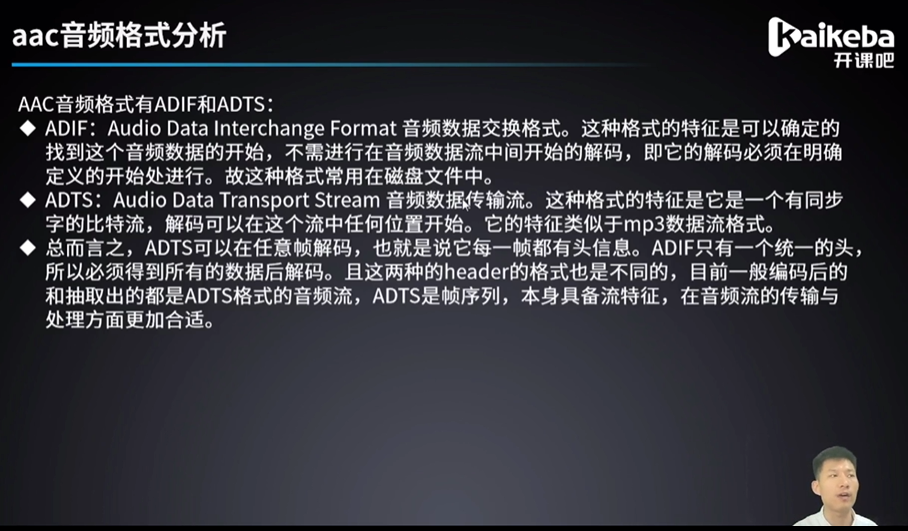 aac音频格式分析
Kaikeba
开课吧
AAC音频格式有ADIF和ADTS：
◆ ADIF：Audio Data Interchange Format 音频数据交换格式。这种格式的特征是可以确定的
找到这个音频数据的开始，不需进行在音频数据流中间开始的解码，即它的解码必须在明确
定义的开始处进行。故这种格式常用在磁盘文件中。
◆ ADTS：Audio Data Transport Stream 音频数据传输流。这种格式的特征是它是一个有同步
字的比特流，解码可以在这个流中任何位置开始。它的特征类似于mp3数据流格式。
◆ 总而言之，ADTS可以在任意帧解码，也就是说它每一帧都有头信息。ADIF只有一个统一的头，
所以必须得到所有的数据后解码。且这两种的header的格式也是不同的，目前一般编码后的
和抽取出的都是ADTS格式的音频流，ADTS是帧序列，本身具备流特征，在音频流的传输与
处理方面更加合适。